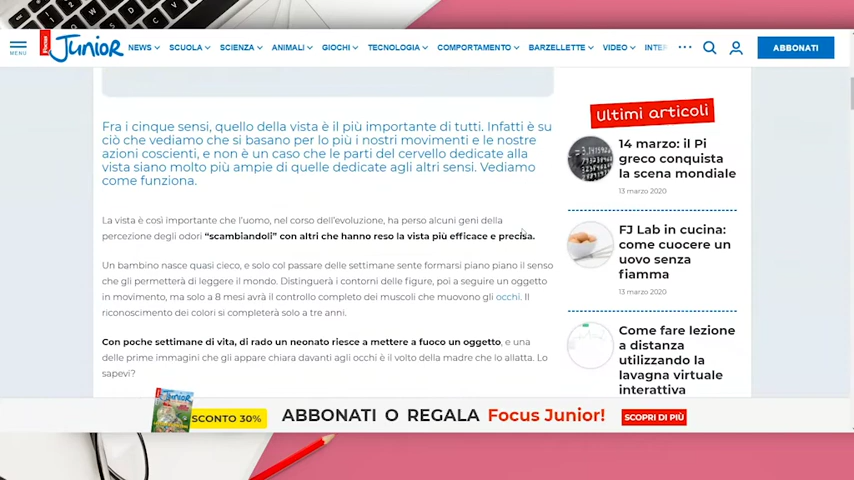 MENU
Focus
Junior
NEWS
SCUOLA
SCIENZA
ANIMALI
GIOCHI
TECNOLOGIA
COMPORTAMENTO
BARZELLETTE
VIDEO
INTER
ABBONATI
Fra i cinque sensi, quello della vista è il più importante di tutti. Infatti è su
ciò che vediamo che si basano per lo più i nostri movimenti e le nostre
azioni coscienti, e non è un caso che le parti del cervello dedicate alla
vista siano molto più ampie di quelle dedicate agli altri sensi. Vediamo
come funziona.
La vista è così importante che l'uomo, nel corso dell'evoluzione, ha perso alcuni geni della
percezione degli odori “scambiandoli” con altri che hanno reso la vista più efficace e precisa.
Un bambino nasce quasi cieco, e solo col passare delle settimane sente formarsi piano piano il senso
che gli permetterà di leggere il mondo. Distinguerà i contorni delle figure, poi a seguire un oggetto
in movimento, ma solo a 8 mesi avrà il controllo completo dei muscoli che muovono gli occhi. Il
riconoscimento dei colori si completerà solo a tre anni.
Con poche settimane di vita, di rado un neonato riesce a mettere a fuoco un oggetto, e una
delle prime immagini che gli appare chiara davanti agli occhi è il volto della madre che lo allatta. Lo
sapevi?
Ultimi articoli
14 marzo: il Pi
greco conquista
la scena mondiale
13 marzo 2020
FJ Lab in cucina:
come cuocere un
uovo senza
fiamma
13 marzo 2020
Come fare lezione
a distanza
utilizzando la
lavagna virtuale
interattiva
Junior
SCONTO 30%
ABBONATI O REGALA Focus Junior!
SCOPRI DI PIÙ